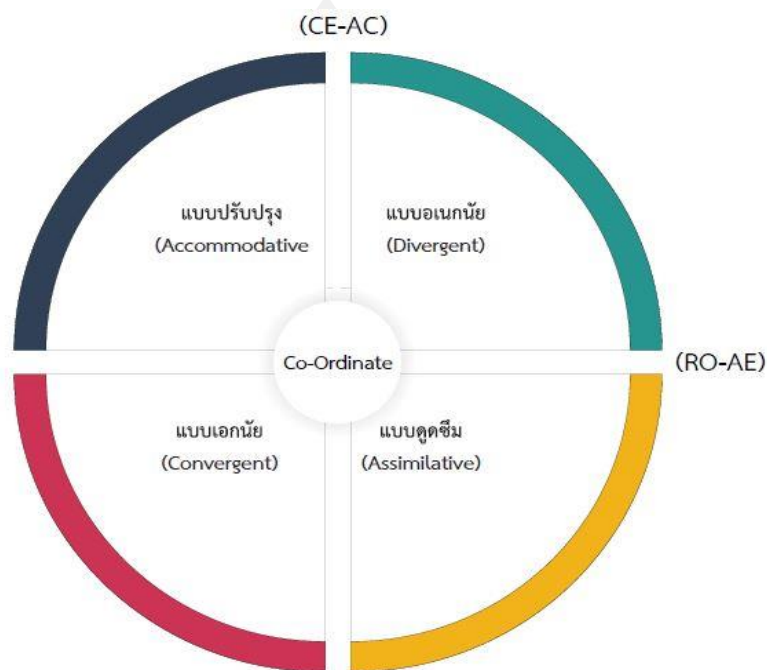 (CE-AC)
แบบปรับปรุง
(Accommodative
แบบอเนกนัย
(Divergent)
Co-Ordinate
(RO-AE)
แบบเอกนัย
(Convergent)
แบบดูดซึม
(Assimilative)